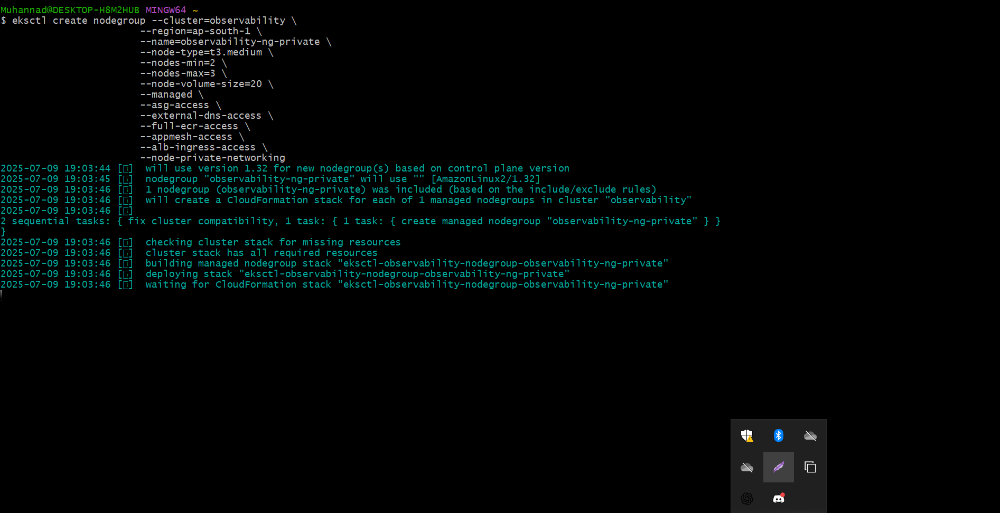 Muhannad@DESKTOP-H8M2HUB MINGW64 ~
$ eksctl create nodegroup --cluster=observability \
                        --region=ap-south-1 \
                        --name=observability-ng-private \
                        --node-type=t3.medium \
                        --nodes-min=2 \
                        --nodes-max=3 \
                        --node-volume-size=20 \
                        --managed \
                        --asg-access \
                        --external-dns-access \
                        --full-ecr-access \
                        --appmesh-access \
                        --alb-ingress-access \
                        --node-private-networking
2025-07-09 19:03:44 [i]  will use version 1.32 for new nodegroup(s) based on control plane version
2025-07-09 19:03:45 [i]  nodegroup "observability-ng-private" will use "" [AmazonLinux2/1.32]
2025-07-09 19:03:46 [i]  1 nodegroup (observability-ng-private) was included (based on the include/exclude rules)
2025-07-09 19:03:46 [i]  will create a CloudFormation stack for each of 1 managed nodegroups in cluster "observability"
2025-07-09 19:03:46 [i]
2 sequential tasks: { fix cluster compatibility, 1 task: { 1 task: { create managed nodegroup "observability-ng-private" } }
}
2025-07-09 19:03:46 [i]  checking cluster stack for missing resources
2025-07-09 19:03:46 [i]  cluster stack has all required resources
2025-07-09 19:03:46 [i]  building managed nodegroup stack "eksctl-observability-nodegroup-observability-ng-private"
2025-07-09 19:03:46 [i]  deploying stack "eksctl-observability-nodegroup-observability-ng-private"
2025-07-09 19:03:46 [i]  waiting for CloudFormation stack "eksctl-observability-nodegroup-observability-ng-private"